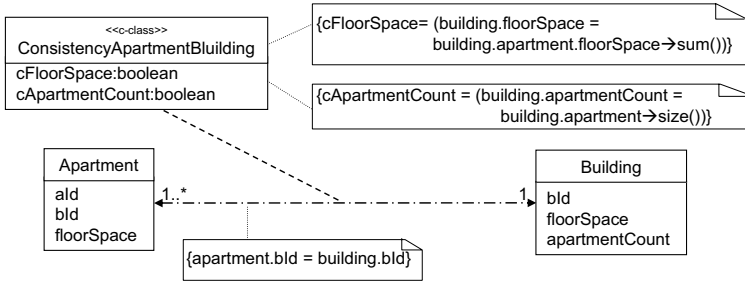 <<c-class>>
ConsistencyApartmentBluilding
cFloorSpace:boolean
cApartmentCount:boolean
{cFloorSpace= (building.floorSpace =
building.apartment.floorSpace→sum())}
{cApartmentCount = (building.apartmentCount =
building.apartment→size())}
Apartment
aId
bId
floorSpace
1..*
1
Building
bId
floorSpace
apartmentCount
{apartment.bId = building.bId}